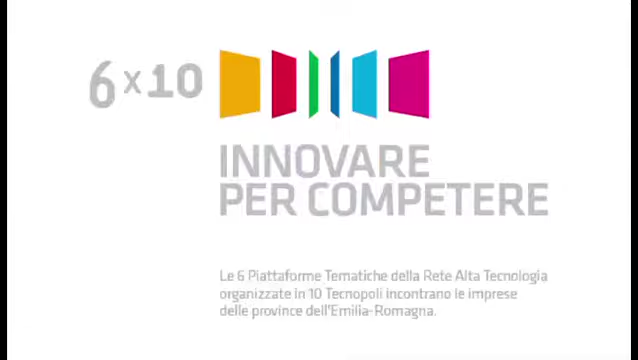 6x10
INNOVARE
PER COMPETERE
Le 6 Piattaforme Tematiche della Rete Alta Tecnologia
organizzate in 10 Tecnopoli incontrano le imprese
delle province dell'Emilia-Romagna.